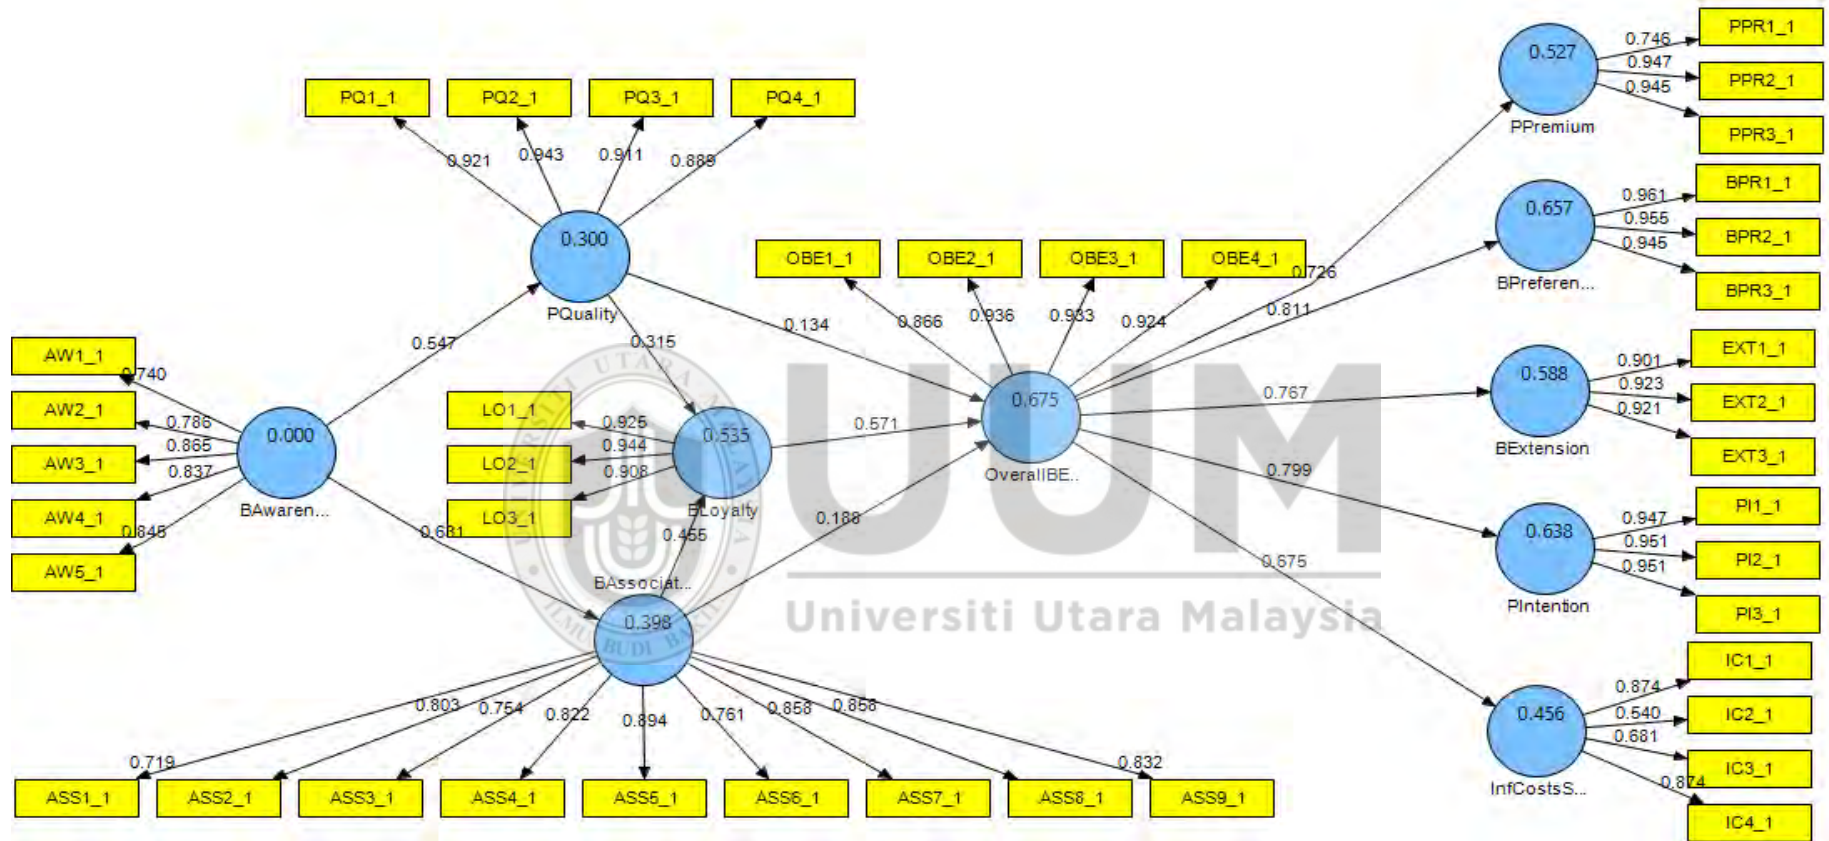 PQ1_1
PQ2_1
PQ3_1
PQ4_1
0.921
0.943
0.911
0.889
0.300
PQuality
0.547
0.315
0.134
AW1_1
AW2_1
AW3_1
AW4_1
AW5_1
0.740
0.786
0.865
0.837
0.845
0.000
BAwaren...
0.631
LO1_1
LO2_1
LO3_1
0.925
0.944
0.908
0.535
BLoyalty
0.571
0.455
0.188
BAssociat...
0.398
0.719
0.803
0.754
0.822
0.894
0.761
0.858
0.858
0.832
ASS1_1
ASS2_1
ASS3_1
ASS4_1
ASS5_1
ASS6_1
ASS7_1
ASS8_1
ASS9_1
OBE1_1
OBE2_1
OBE3_1
OBE4_1
0.866
0.936
0.933
0.924
0.675
OverallBE..
0.726
0.811
0.767
0.799
0.675
0.527
PPremium
0.746
0.947
0.945
PPR1_1
PPR2_1
PPR3_1
0.657
BPreferen...
0.961
0.955
0.945
BPR1_1
BPR2_1
BPR3_1
0.588
BExtension
0.901
0.923
0.921
EXT1_1
EXT2_1
EXT3_1
0.638
PIntention
0.947
0.951
0.951
PI1_1
PI2_1
PI3_1
0.456
InfCostsS...
0.874
0.540
0.681
0.874
IC1_1
IC2_1
IC3_1
IC4_1
UNIVERSITI UTARA MALAYSIA
ILMU BUDI BAKTI
UUM
Universiti Utara Malaysia